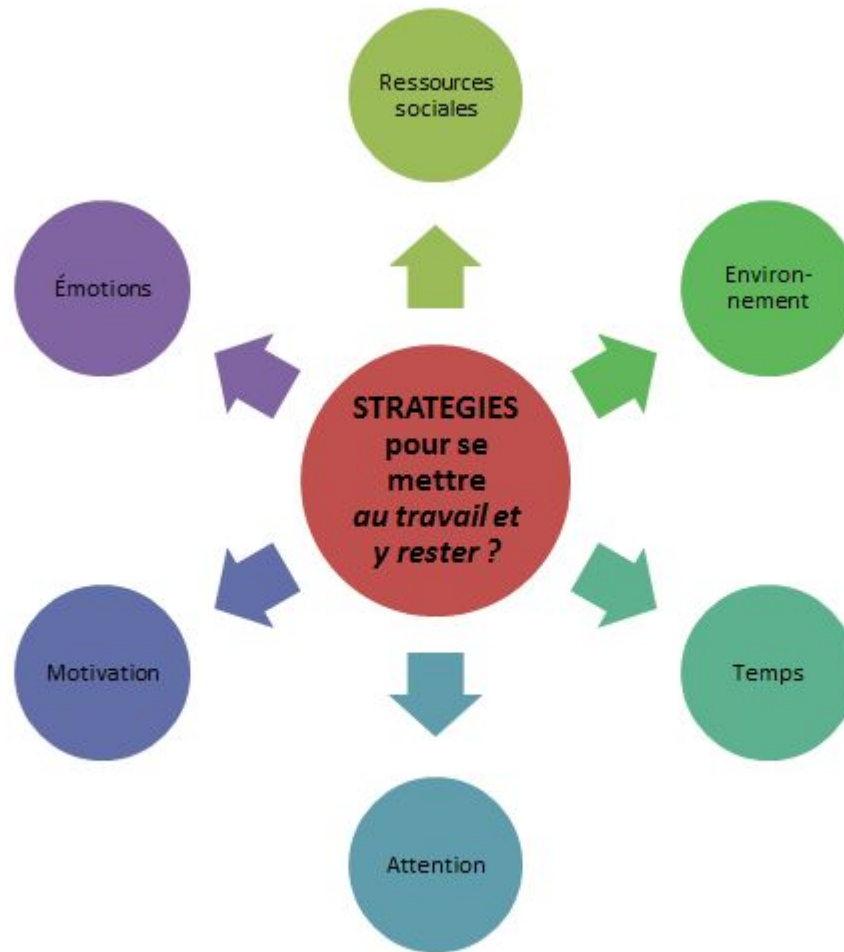 Ressources
sociales
Émotions
Environ-
nement
STRATEGIES
pour se
mettre
au travail et
y rester ?
Motivation
Temps
Attention